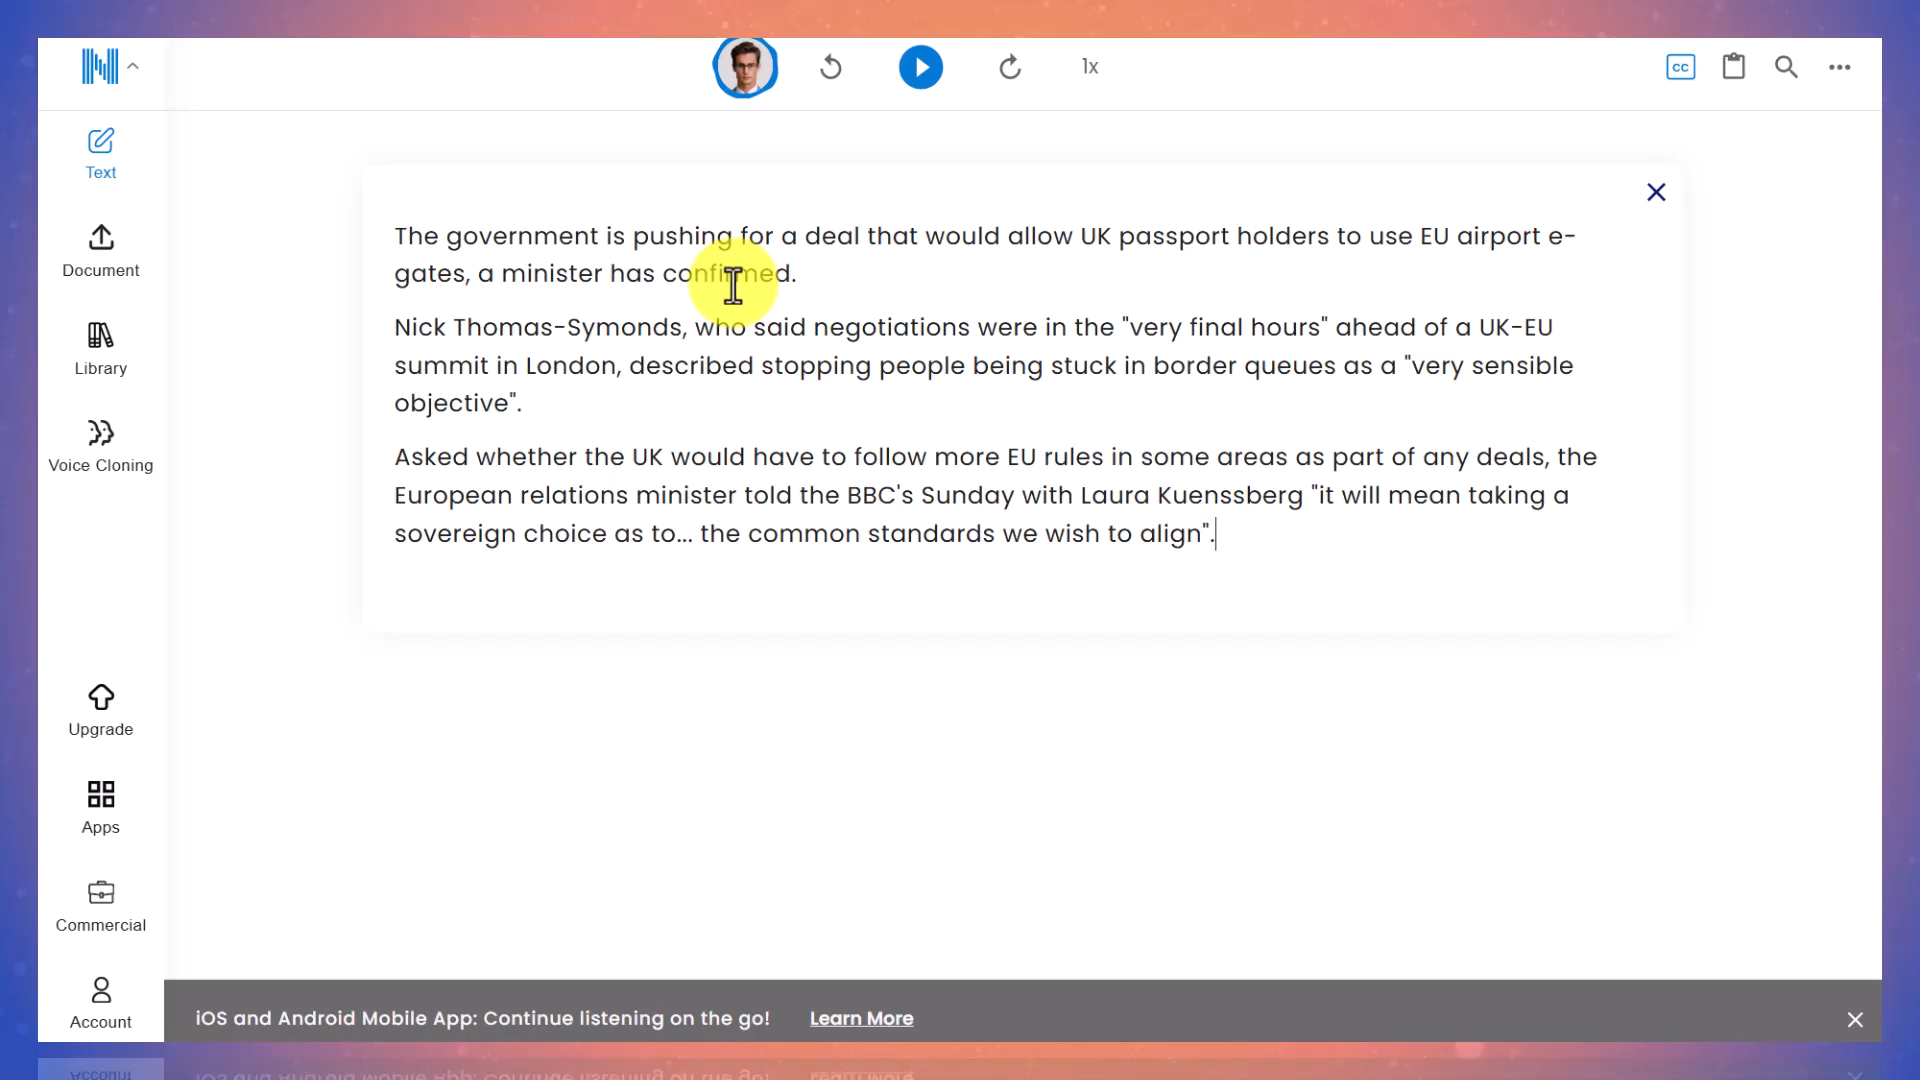 1x
CC
Text
Document
Library
Voice Cloning
Upgrade
Apps
Commercial
Account
The government is pushing for a deal that would allow UK passport holders to use EU airport e-
gates, a minister has confirmed.
Nick Thomas-Symonds, who said negotiations were in the "very final hours" ahead of a UK-EU
summit in London, described stopping people being stuck in border queues as a "very sensible
objective".
Asked whether the UK would have to follow more EU rules in some areas as part of any deals, the
European relations minister told the BBC's Sunday with Laura Kuenssberg "it will mean taking a
sovereign choice as to... the common standards we wish to align".
iOS and Android Mobile App: Continue listening on the go! Learn More